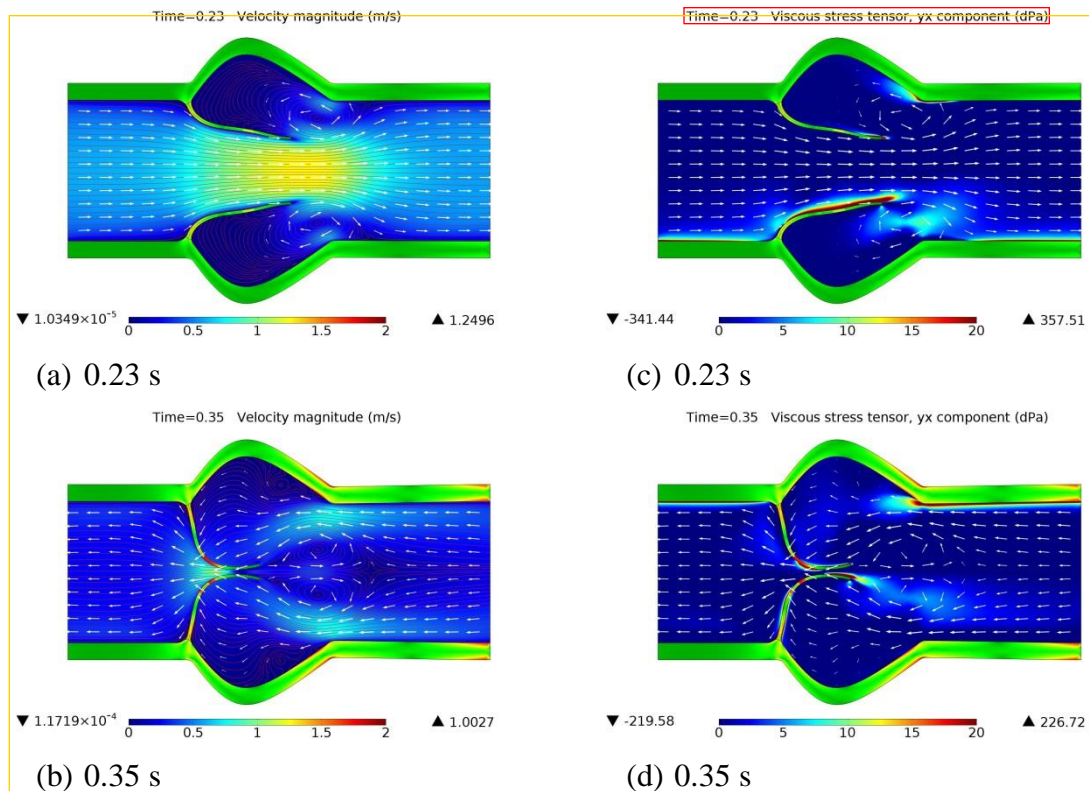 Time=0.23 Velocity magnitude (m/s)
Time=0.23 Viscous stress tensor, yx component (dPa)
▼ 1.0349×10⁻⁵
0 0.5 1 1.5 2
▲ 1.2496
▼ -341.44
0 5 10 15 20
▲ 357.51
(a) 0.23 s
(c) 0.23 s
Time=0.35 Velocity magnitude (m/s)
Time=0.35 Viscous stress tensor, yx component (dPa)
▼ 1.1719×10⁻⁴
0 0.5 1 1.5 2
▲ 1.0027
▼ -219.58
0 5 10 15 20
▲ 226.72
(b) 0.35 s
(d) 0.35 s